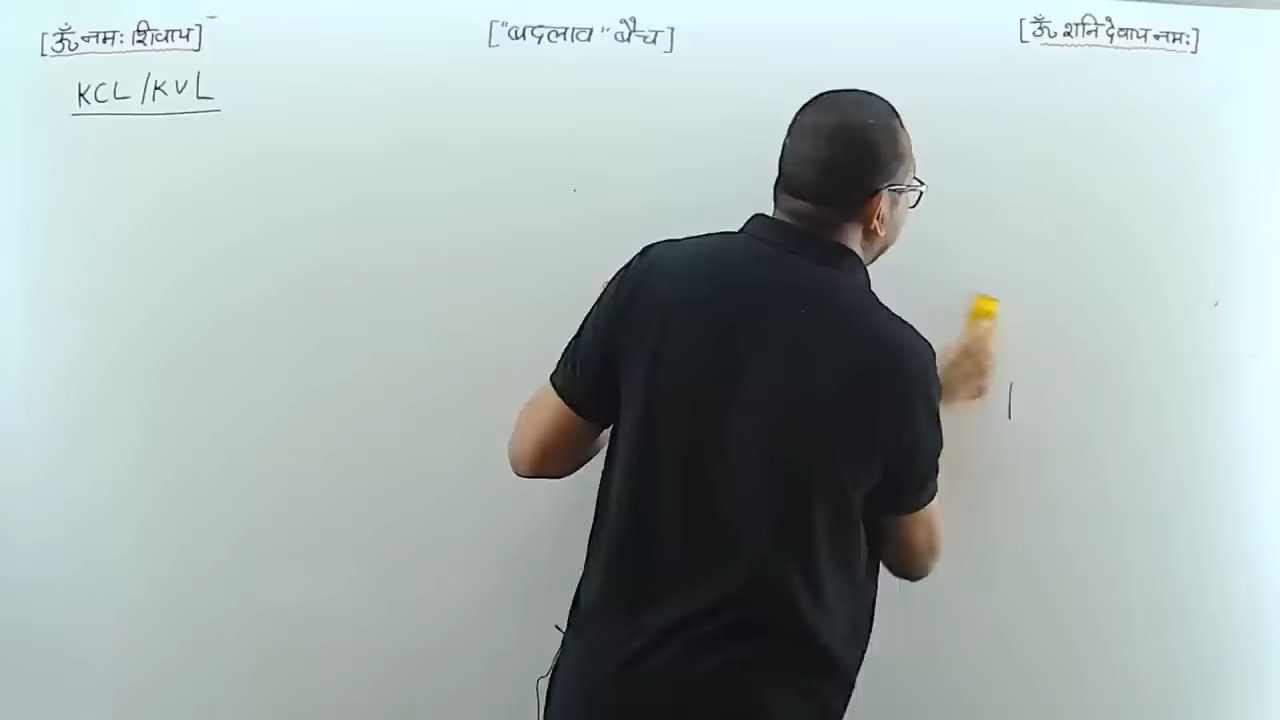 [ॐ नमः शिवाय]
["बदलाव" बैच]
[ॐ शनि देवाय नमः]
KCL/KVL